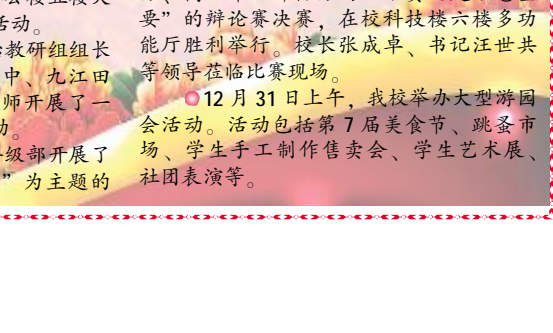 活动。
教研组组长
中、九江田
师开展了一
动。
级部开展了
”为主题的
要”的辩论赛决赛，在校科技楼六楼多功
能厅胜利举行。校长张成卓、书记汪世共
等领导莅临比赛现场。
12月31日上午，我校举办大型游园
会活动。活动包括第7届美食节、跳蚤市
场、学生手工制作售卖会、学生艺术展、
社团表演等。